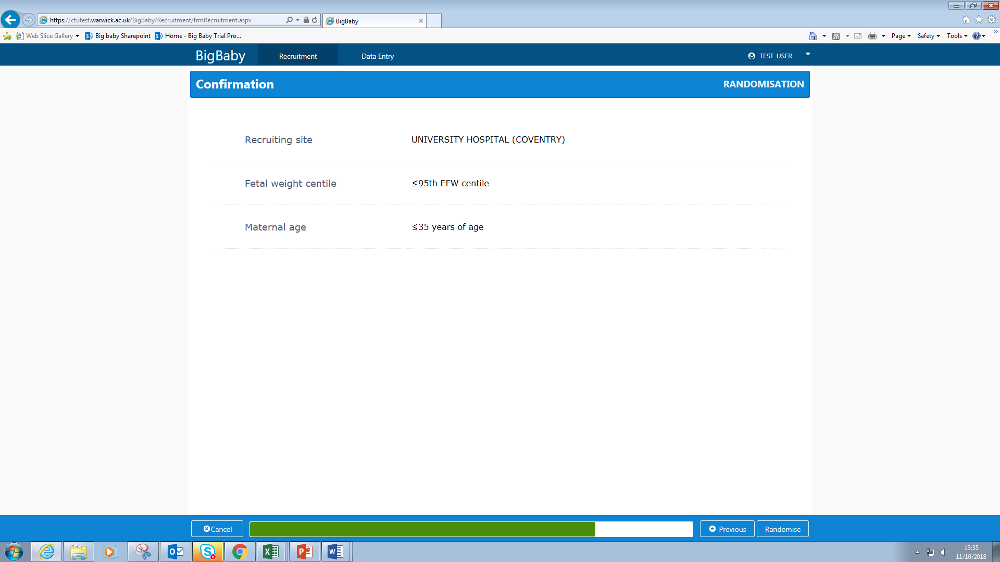 https://ctutest.warwick.ac.uk/BigBaby/Recruitment/frmRecruitment.aspx
BigBaby
Web Slice Gallery
Big baby Sharepoint
Home - Big Baby Trial Pro...
Page
Safety
Tools
BigBaby
Recruitment
Data Entry
TEST_USER
Confirmation
RANDOMISATION
Recruiting site
UNIVERSITY HOSPITAL (COVENTRY)
Fetal weight centile
≤95th EFW centile
Maternal age
≤35 years of age
Cancel
Previous
Randomise
13:35
11/10/2018